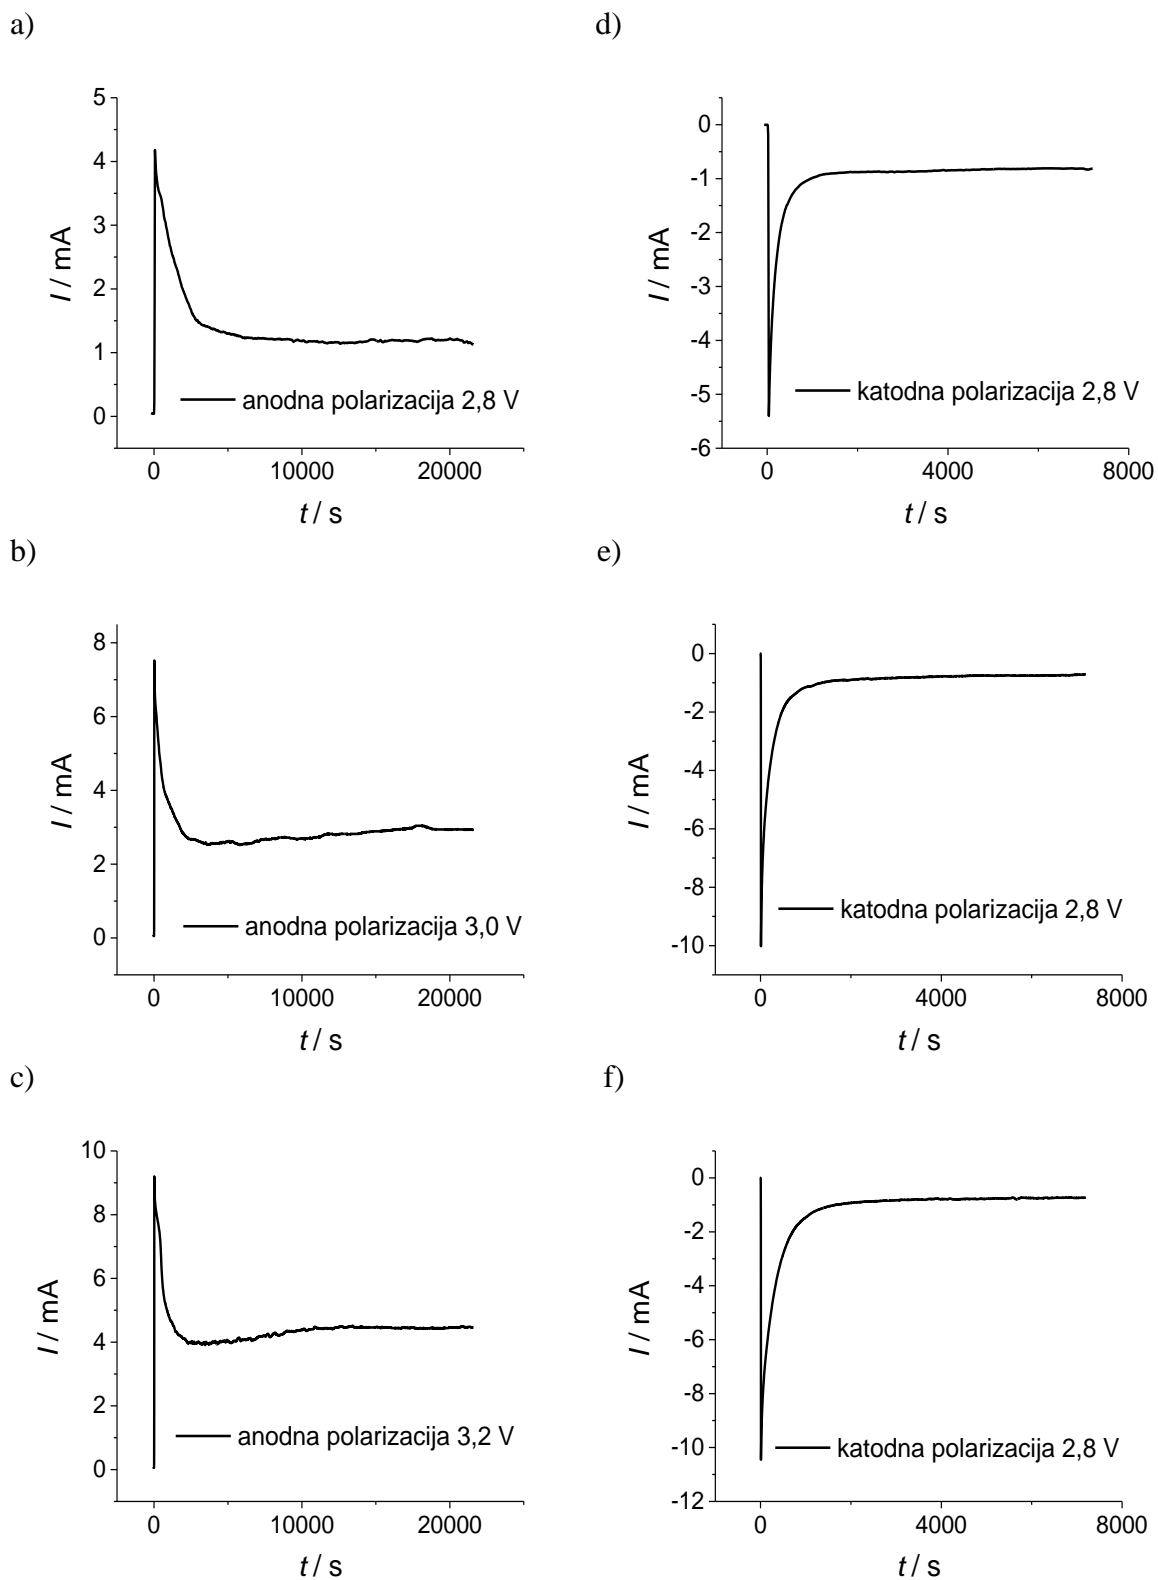 a)
5
4
3
2
1
0
I / mA
anodna polarizacija 2,8 V
0 10000 20000
t / s
d)
0
-1
-2
-3
-4
-5
-6
I / mA
katodna polarizacija 2,8 V
0 4000 8000
t / s
b)
8
6
4
2
0
I / mA
anodna polarizacija 3,0 V
0 10000 20000
t / s
e)
0
-2
-4
-6
-8
-10
I / mA
katodna polarizacija 2,8 V
0 4000 8000
t / s
c)
10
8
6
4
2
0
I / mA
anodna polarizacija 3,2 V
0 10000 20000
t / s
f)
0
-2
-4
-6
-8
-10
-12
I / mA
katodna polarizacija 2,8 V
0 4000 8000
t / s